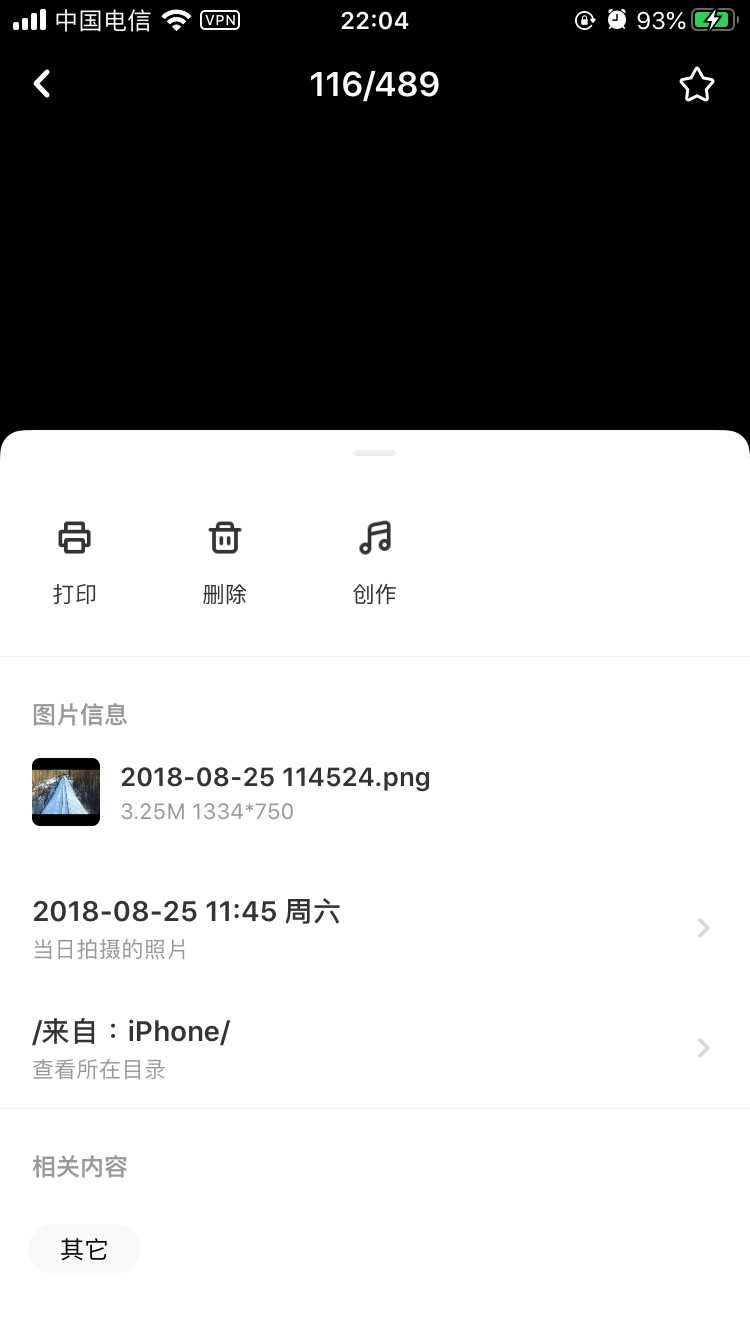 中国电信 VPN 22:04 93%
116/489
打印 删除 创作
图片信息
2018-08-25 114524.png
3.25M 1334*750
2018-08-25 11:45 周六
当日拍摄的照片
/来自：iPhone/
查看所在目录
相关内容
其它